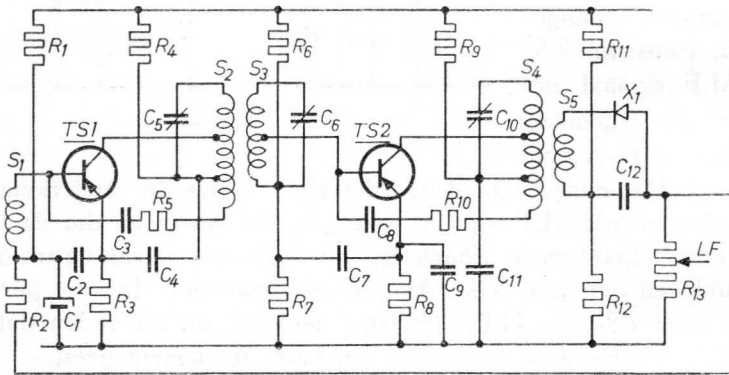 R1 R4 R6 R9 R11
S2 S3 S4 S5 X1
C5 C6 C10
TS1 TS2
S1 C12
R5 R10
C3 C8
LF
C2 C4 C7 C9 C11 R13
R2 C1 R3 R7 R8 R12